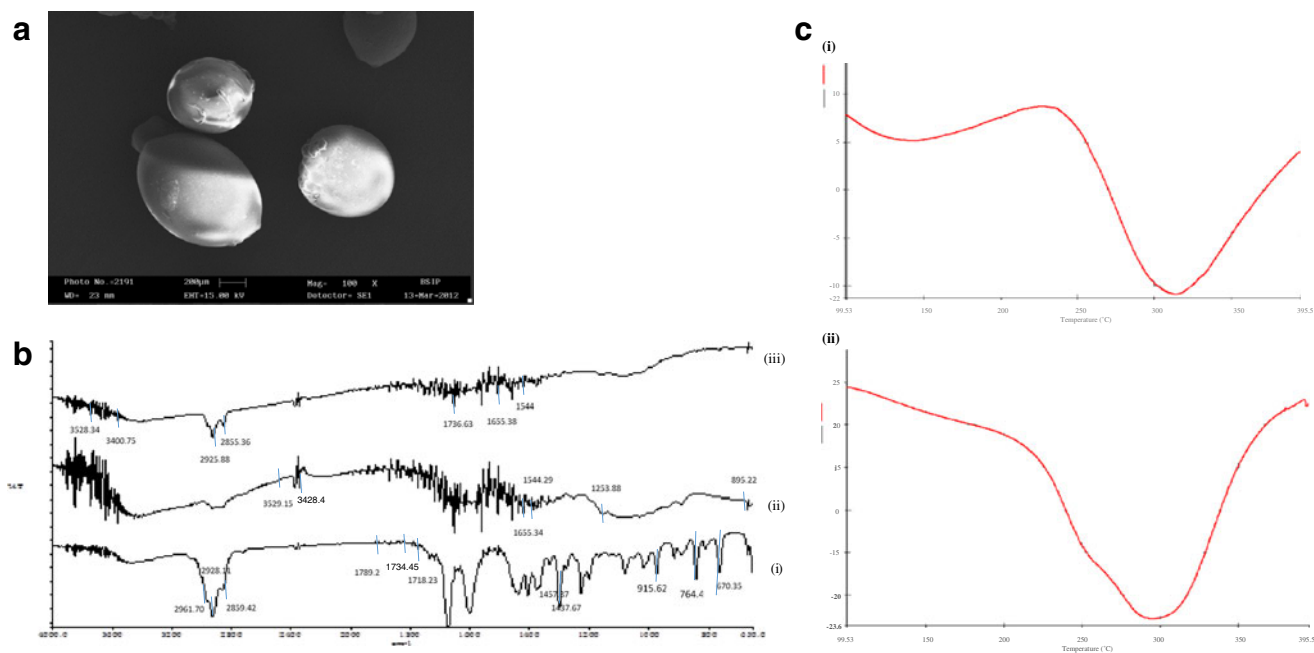 a
Photo No.:2191 200µm Mag= 100 X BSIP
WD= 23 mm EHT=15.00 kV Detector= SE1 13-Mar-2012
b
(iii)
3528.34
3400.75
2925.88
2855.36
1736.63
1655.38
1544
(ii)
3529.15
3428.4
1544.29
1655.34
1253.88
895.22
(i)
2961.70
2928.11
2859.42
1789.2
1734.45
1718.23
1457.37
1437.67
915.62
764.4
670.35
c
(i)
10
5
0
-5
-10
-22
99.53 150 200 250 300 350 395.5
Temperature (˚C)
(ii)
25
20
-20
-23.6
99.53 150 200 250 300 350 395.5
Temperature (˚C)